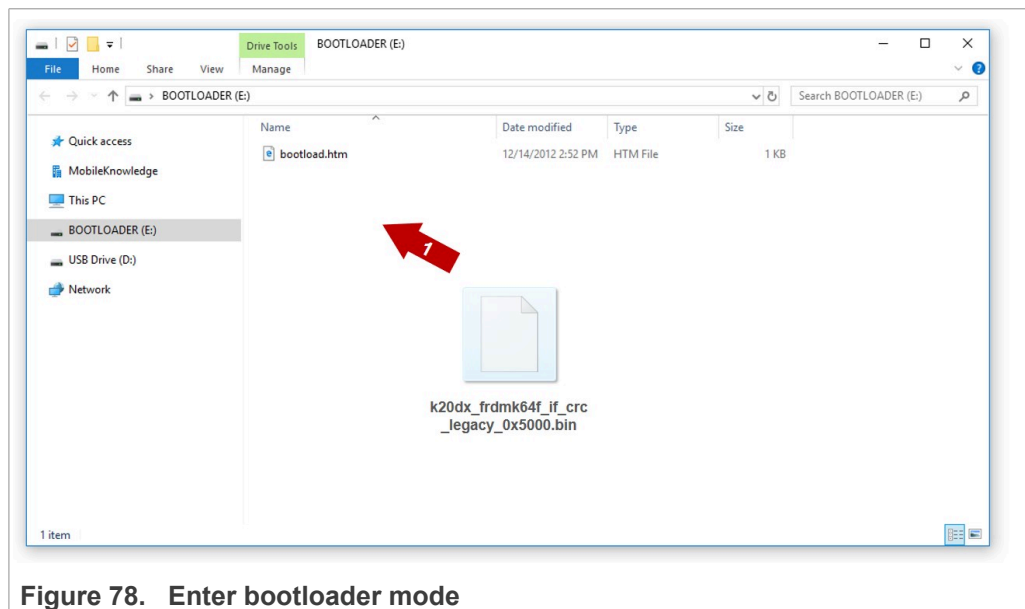 Drive Tools BOOTLOADER (E:)
File Home Share View Manage
BOOTLOADER (E:) Search BOOTLOADER (E:)
Name Date modified Type Size
Quick access
bootload.htm 12/14/2012 2:52 PM HTM File 1 KB
MobileKnowledge
This PC
BOOTLOADER (E:)
1
USB Drive (D:)
Network
k20dx_frdmk64f_if_crc
_legacy_0x5000.bin
1 item
Figure 78. Enter bootloader mode